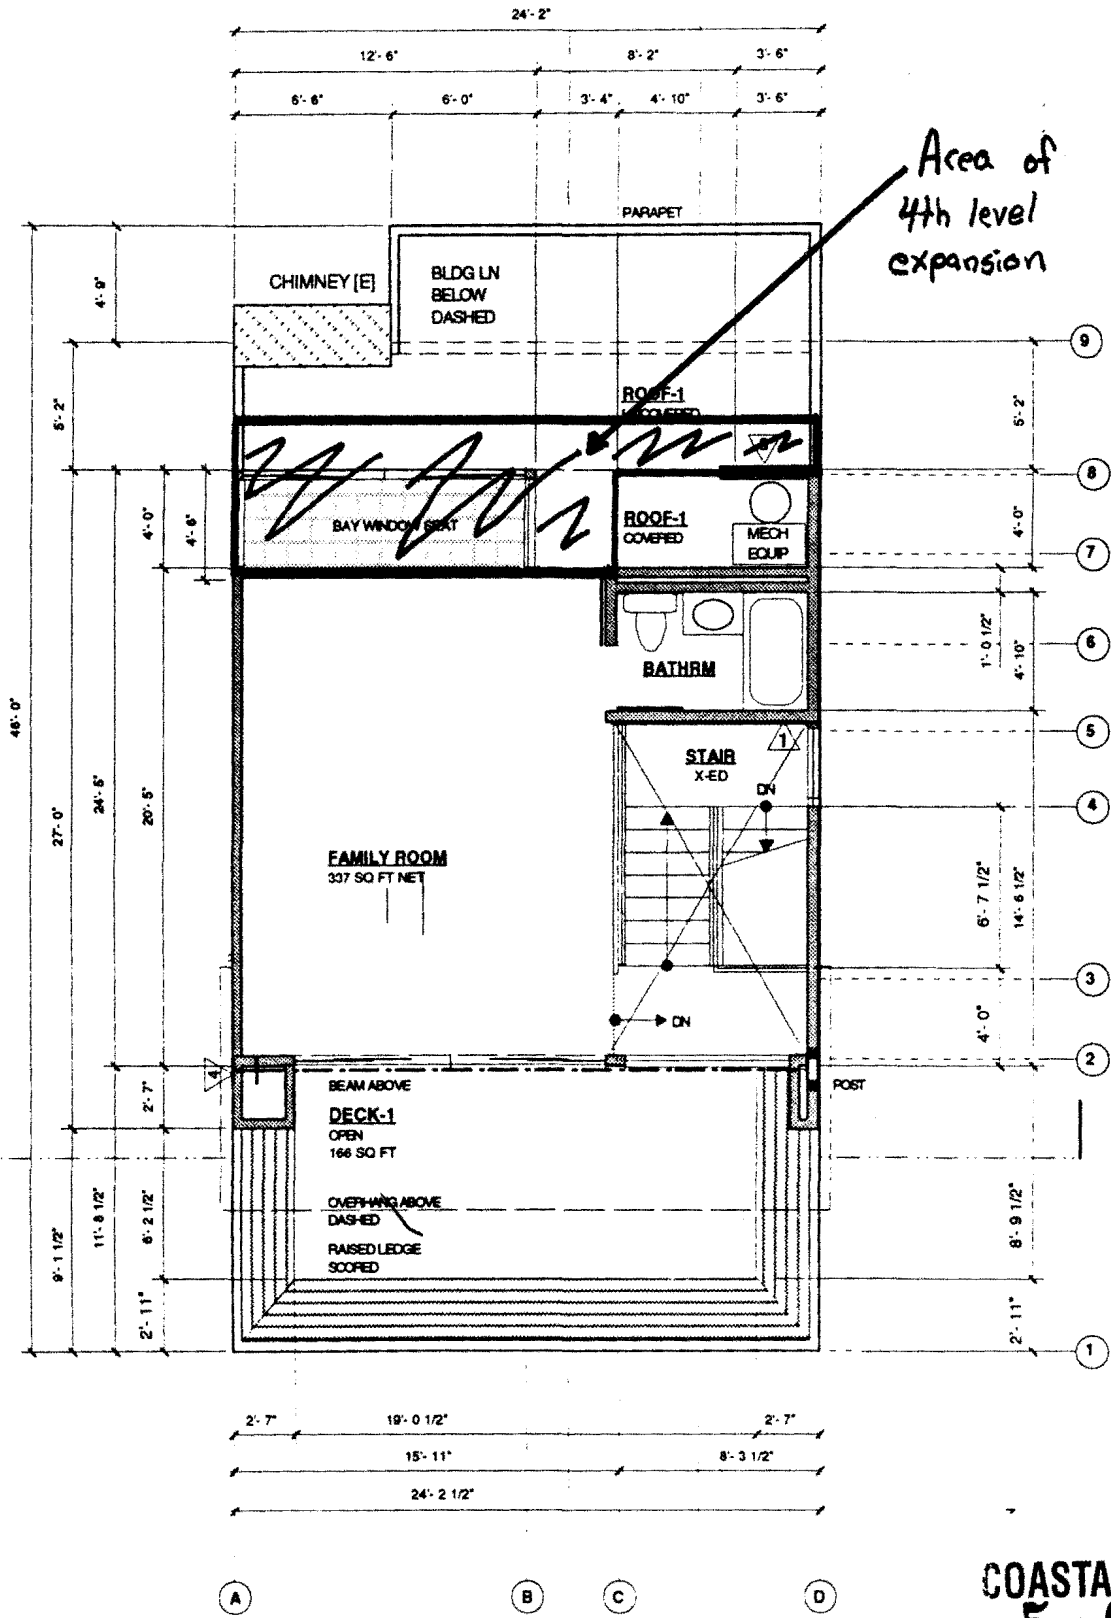 24'- 2"
12'- 6"
8'- 2"
3'- 6"
6'- 6"
6'- 0"
3'- 4"
4'- 10"
3'- 6"
Area of
4th level
expansion
PARAPET
CHIMNEY [E]
BLDG LN
BELOW
DASHED
4'- 9"
9
5'- 2"
ROOF-1
5'- 2"
8
BAY WINDOW SEAT
4'- 0"
4'- 6"
ROOF-1
COVERED
MECH
EQUIP
4'- 0"
7
BATHRM
1'- 0 1/2"
4'- 10"
6
46'- 0"
27'- 0"
24'- 5"
20'- 5"
STAIR
X-ED
1
DN
5
4
FAMILY ROOM
337 SQ FT NET
6'- 7 1/2"
14'- 6 1/2"
3
DN
4'- 0"
2
4
2'- 7"
BEAM ABOVE
POST
DECK-1
OPEN
166 SQ FT
OVERHANG ABOVE
DASHED
RAISED LEDGE
SCORED
9'- 1 1/2"
11'- 8 1/2"
6'- 2 1/2"
2'- 11"
8'- 9 1/2"
2'- 11"
1
2'- 7"
19'- 0 1/2"
2'- 7"
15'- 11"
8'- 3 1/2"
24'- 2 1/2"
A
B
C
D
COASTA